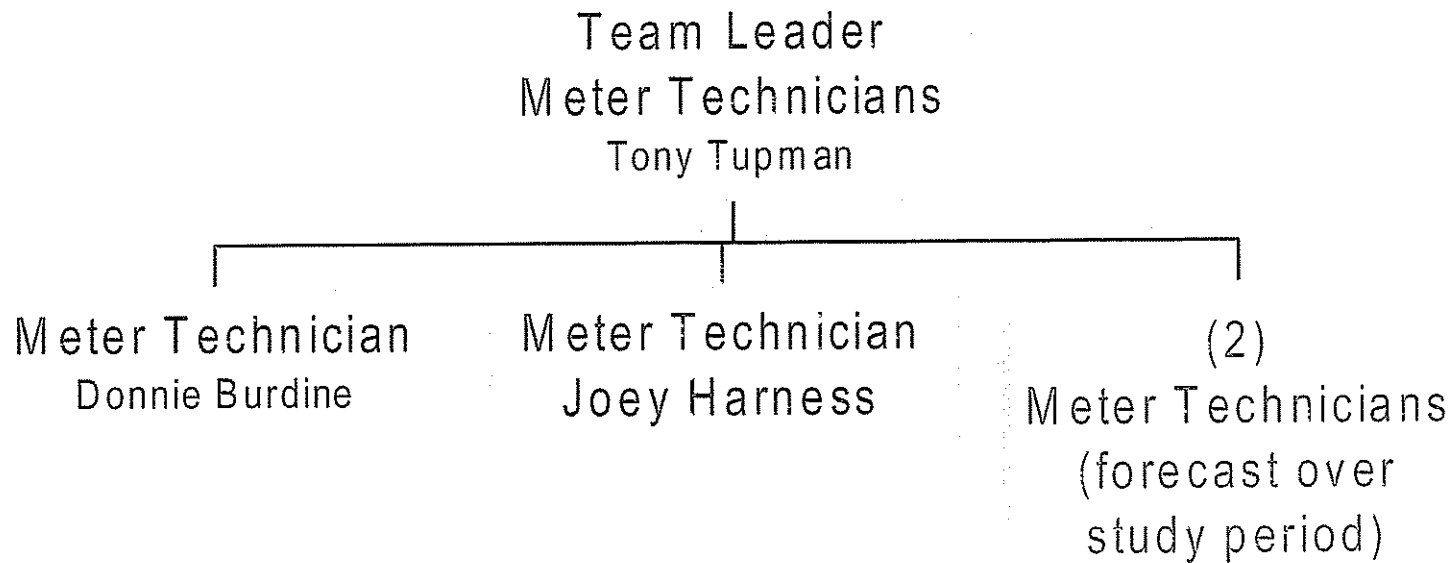 Team Leader
Meter Technicians
Tony Tupman
Meter Technician
Donnie Burdine
Meter Technician
Joey Harness
(2)
Meter Technicians
(forecast over
study period)